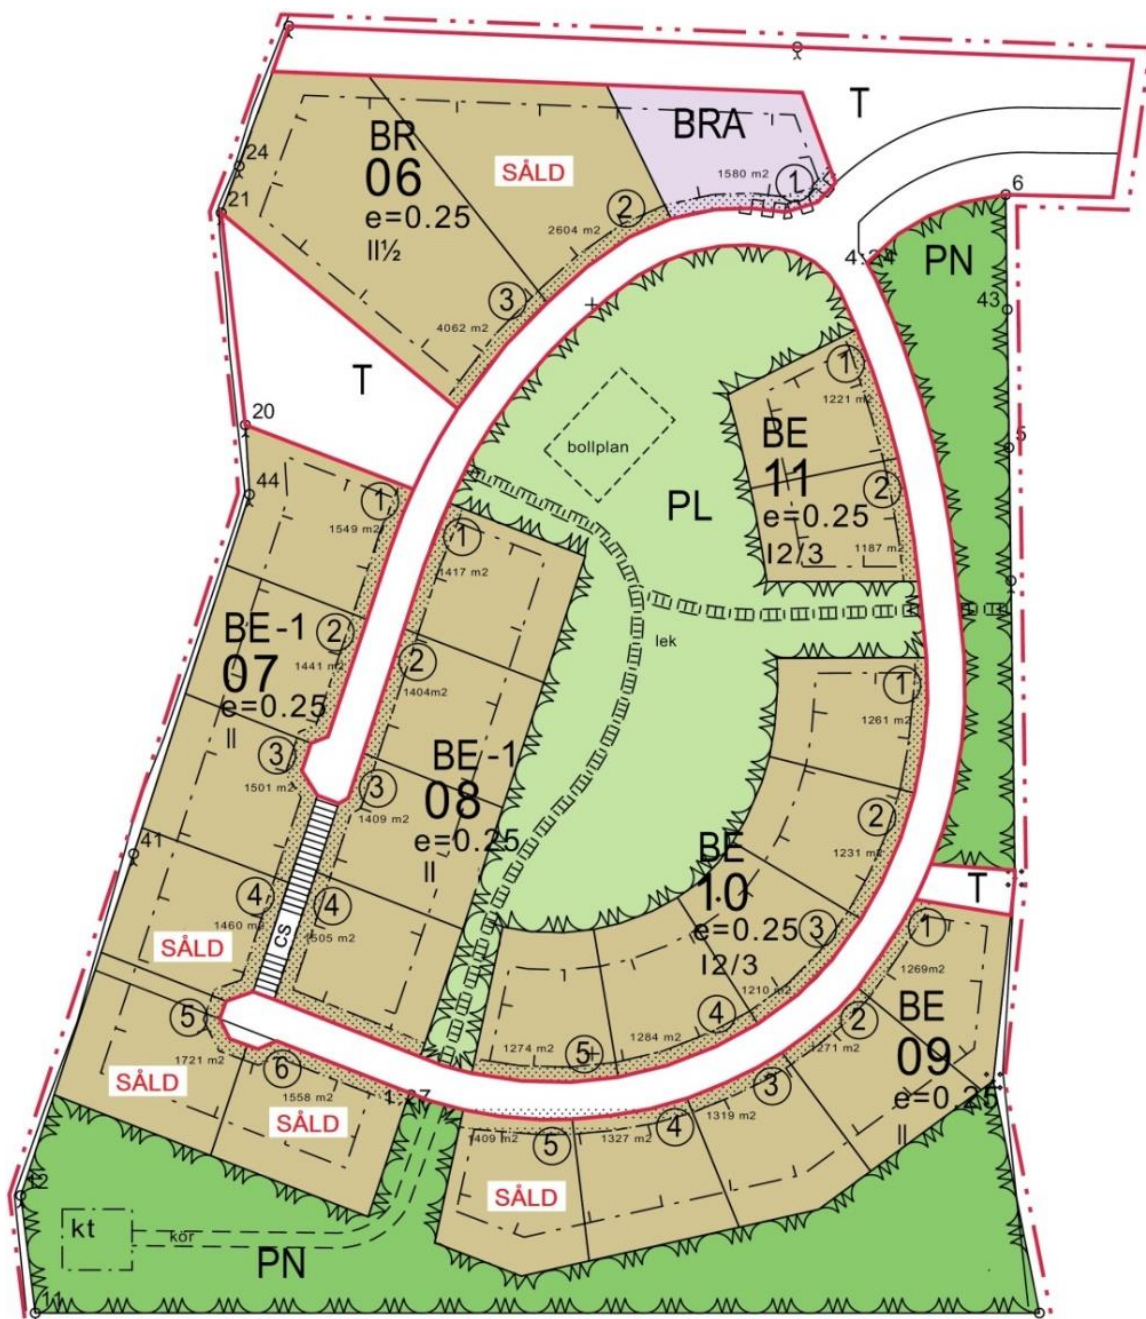 T
24
BR
06
e=0.25
II½
SÅLD
2
2604 m2
3
4062 m2
BRA
1580 m2
1
21
6
4:24
PN
43
T
20
44
1
1549 m2
BE-1
2
07
1441 m2
e=0.25
II
3
1501 m2
41
4
1460 m2
SÅLD
5
1721 m2
SÅLD
6
1558 m2
SÅLD
1:27
bollplan
PL
lek
1
1417 m2
2
1404m2
BE-1
3
08
1409 m2
e=0.25
II
4
1505 m2
CS
1
1221 m2
BE
11
2
e=0.25
1187 m2
I2/3
5
1
1261 m2
2
1231 m2
BE
10
e=0.25
3
I2/3
1210 m2
4
1284 m2
5
1274 m2
T
1
1269m2
BE
2
09
1271 m2
e=0.25
II
3
1319 m2
4
1327 m2
5
1409 m2
SÅLD
12
kt
kör
PN
11